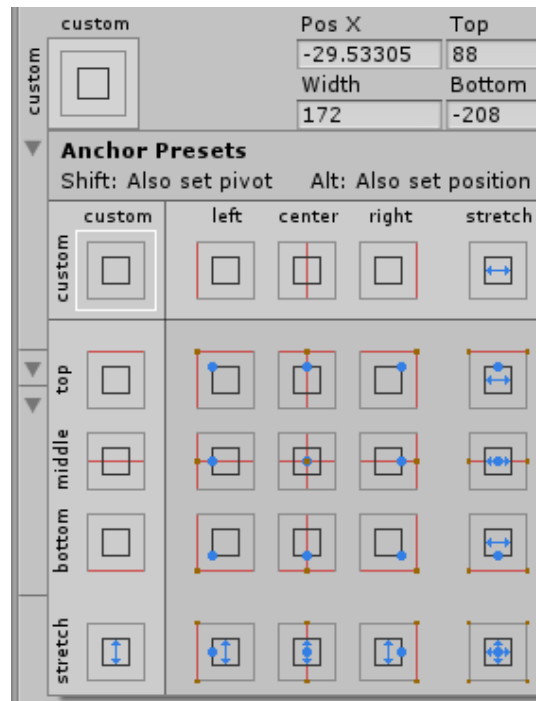 custom
custom
Pos X Top
-29.53305 88
Width Bottom
172 -208
Anchor Presets
Shift: Also set pivot Alt: Also set position
custom left center right stretch
custom
top
middle
bottom
stretch